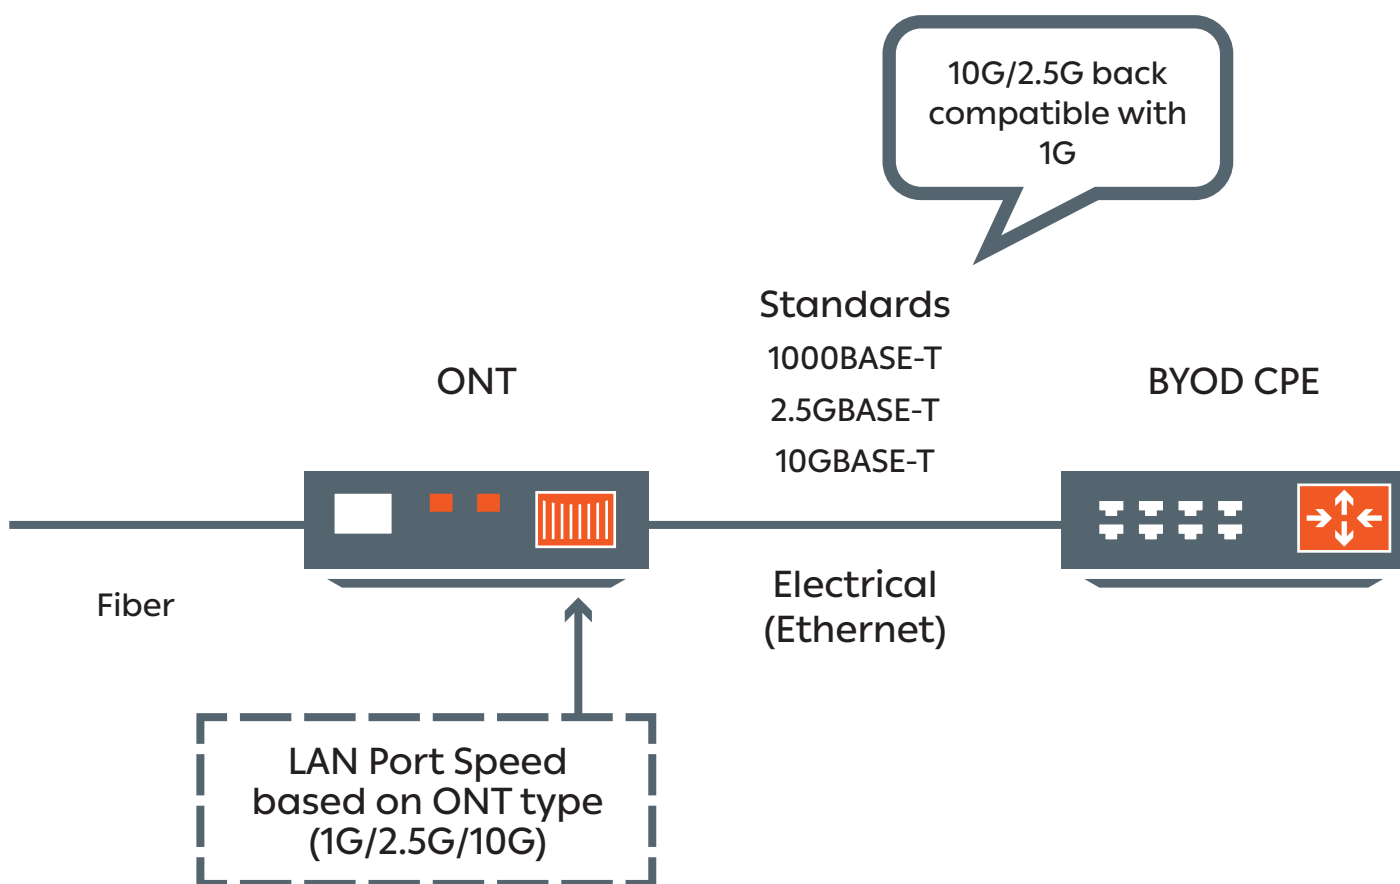 10G/2.5G back
compatible with
1G
Standards
1000BASE-T
2.5GBASE-T
10GBASE-T
ONT
BYOD CPE
Fiber
Electrical
(Ethernet)
LAN Port Speed
based on ONT type
(1G/2.5G/10G)